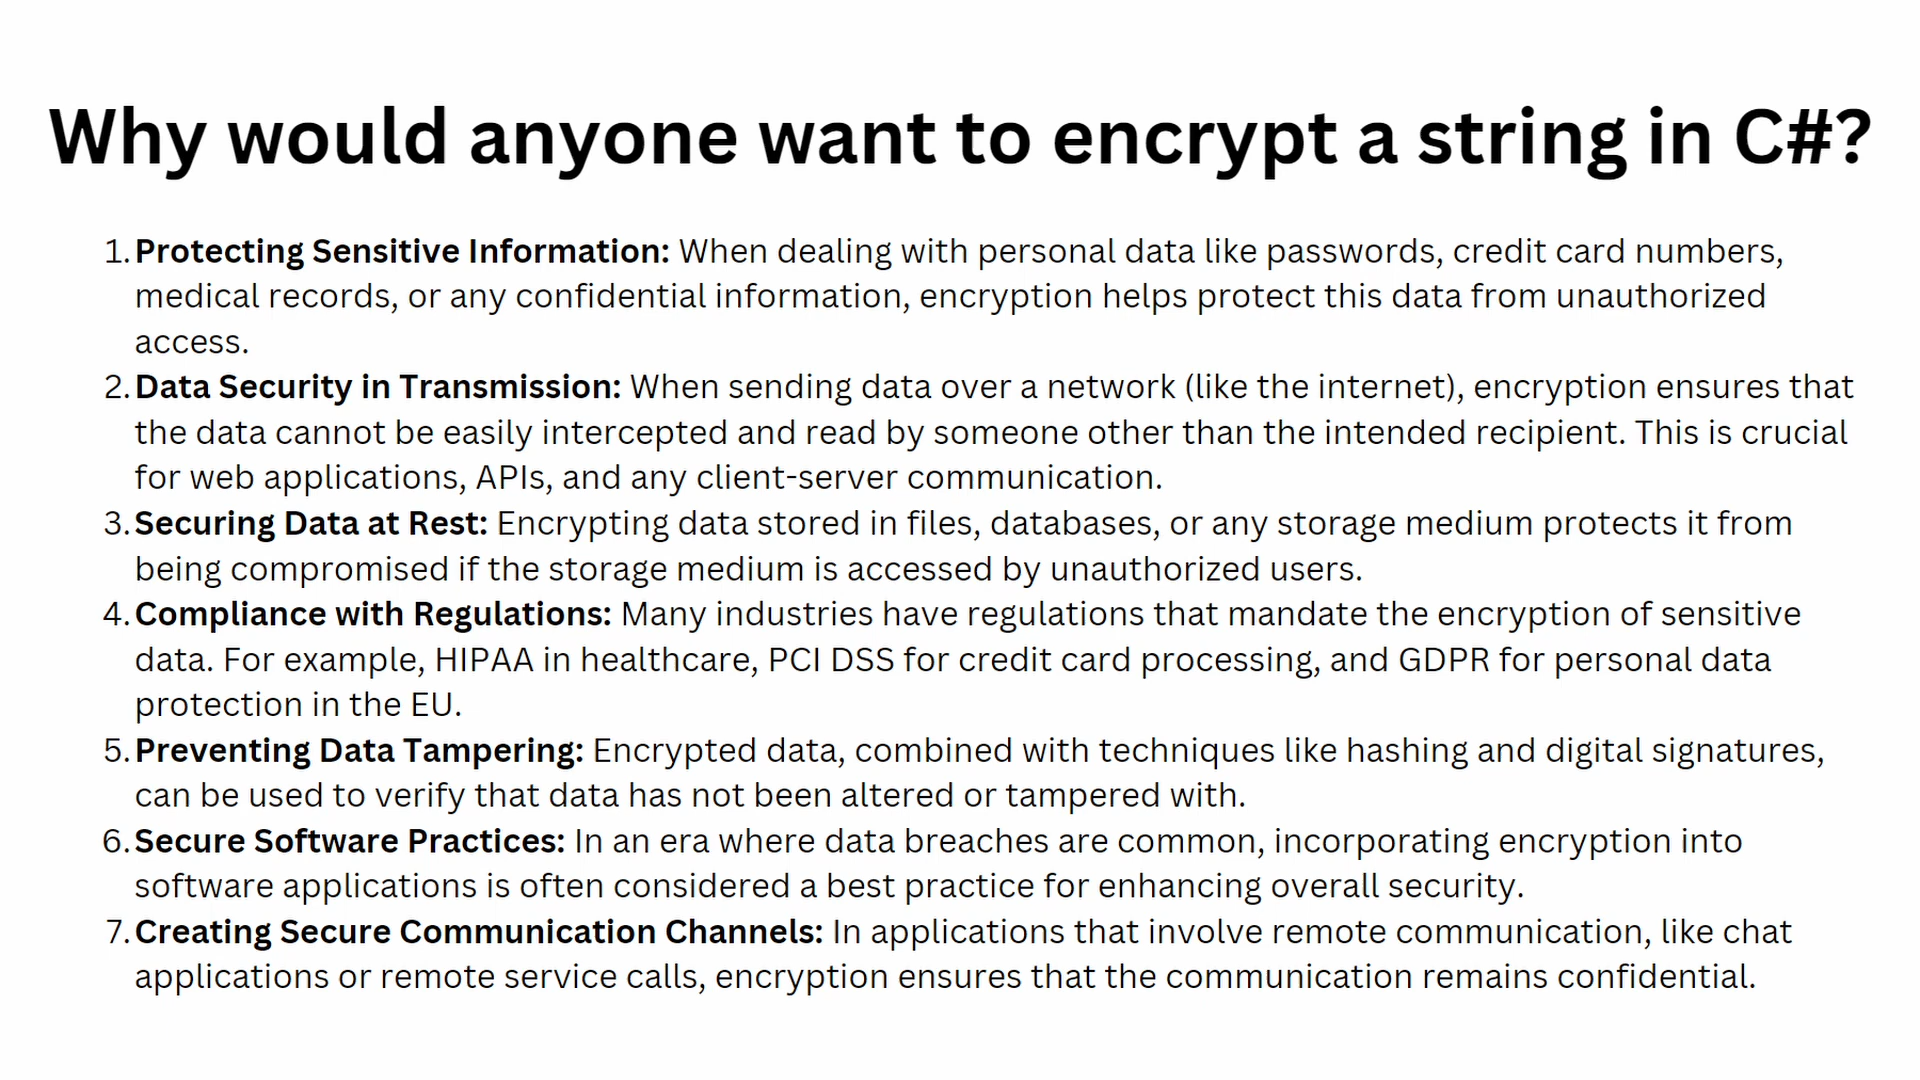 Why would anyone want to encrypt a string in C#?
1. Protecting Sensitive Information: When dealing with personal data like passwords, credit card numbers,
medical records, or any confidential information, encryption helps protect this data from unauthorized
access.
2. Data Security in Transmission: When sending data over a network (like the internet), encryption ensures that
the data cannot be easily intercepted and read by someone other than the intended recipient. This is crucial
for web applications, APIs, and any client-server communication.
3. Securing Data at Rest: Encrypting data stored in files, databases, or any storage medium protects it from
being compromised if the storage medium is accessed by unauthorized users.
4. Compliance with Regulations: Many industries have regulations that mandate the encryption of sensitive
data. For example, HIPAA in healthcare, PCI DSS for credit card processing, and GDPR for personal data
protection in the EU.
5. Preventing Data Tampering: Encrypted data, combined with techniques like hashing and digital signatures,
can be used to verify that data has not been altered or tampered with.
6. Secure Software Practices: In an era where data breaches are common, incorporating encryption into
software applications is often considered a best practice for enhancing overall security.
7. Creating Secure Communication Channels: In applications that involve remote communication, like chat
applications or remote service calls, encryption ensures that the communication remains confidential.